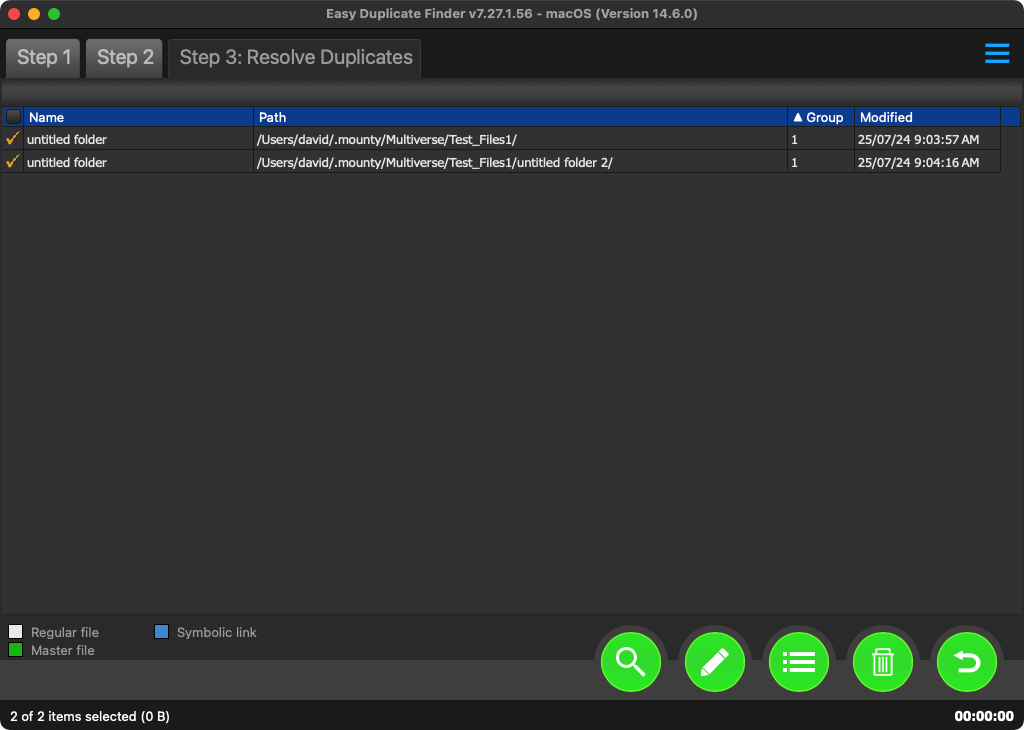 Easy Duplicate Finder v7.27.1.56 - macOS (Version 14.6.0)
Step 1 Step 2 Step 3: Resolve Duplicates
Name Path Group Modified
untitled folder /Users/david/.mounty/Multiverse/Test_Files1/ 1 25/07/24 9:03:57 AM
untitled folder /Users/david/.mounty/Multiverse/Test_Files1/untitled folder 2/ 1 25/07/24 9:04:16 AM
Regular file Symbolic link
Master file
2 of 2 items selected (0 B) 00:00:00